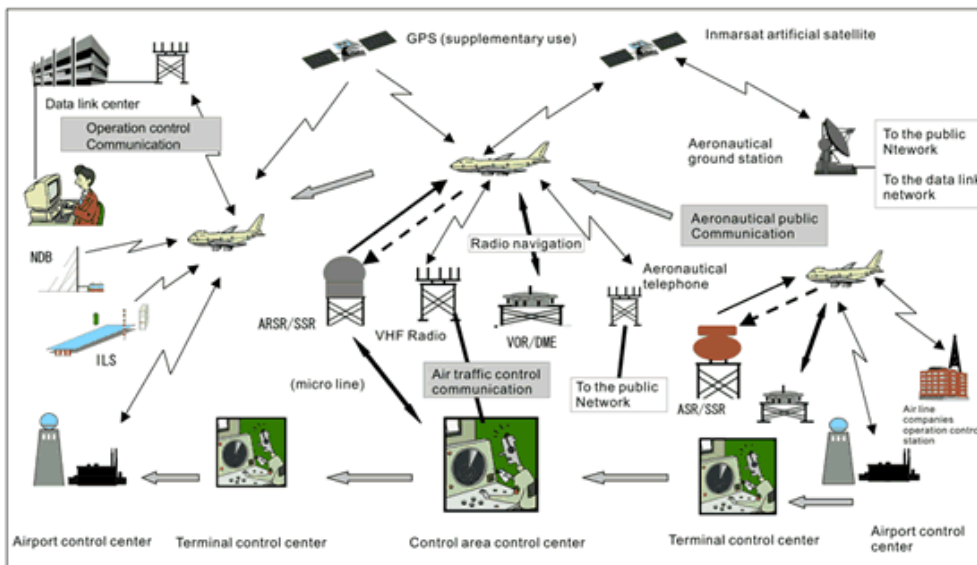 GPS (supplementary use)
Inmarsat artificial satellite
Data link center
Operation control
Communication
Aeronautical
ground station
To the public
Ntework
To the data link
network
Aeronautical public
Communication
NDB
Radio navigation
Aeronautical
telephone
ARSR/SSR
VHF Radio
VOR/DME
ILS
(micro line)
Air traffic control
communication
To the public
Network
ASR/SSR
Air line
companies
operation control
station
Airport control center
Terminal control center
Control area control center
Terminal control center
Airport control
center